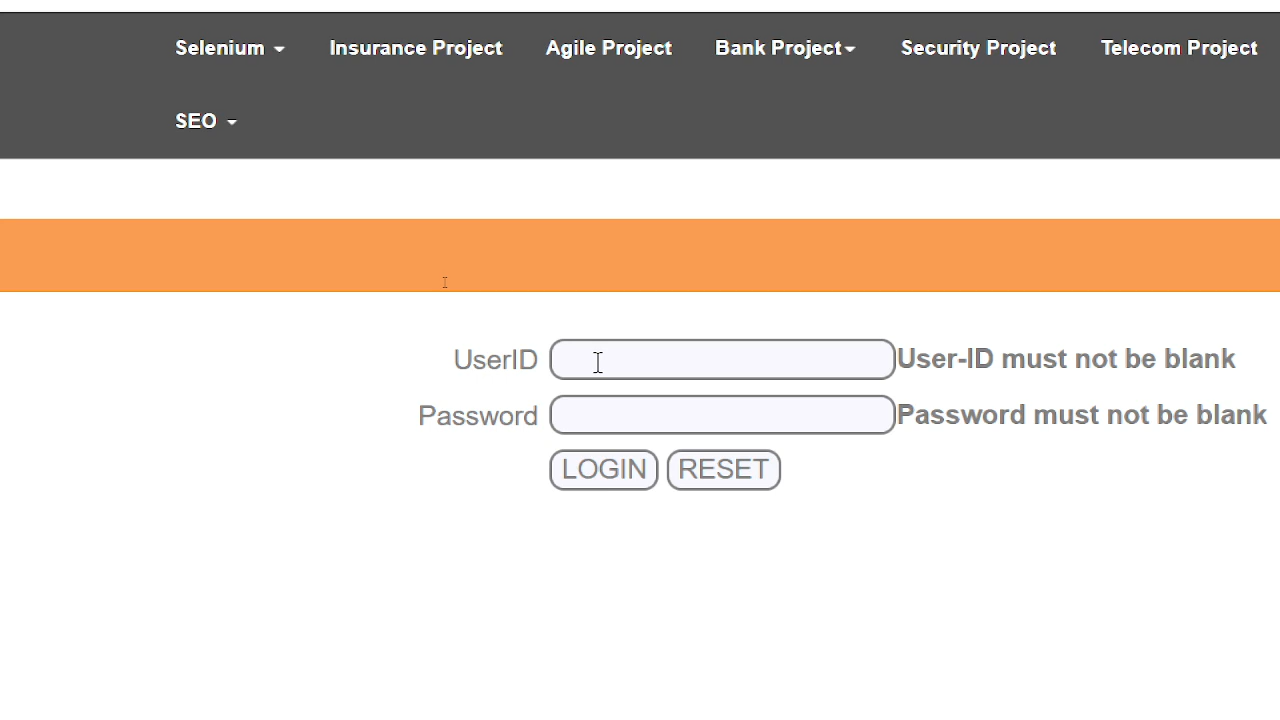 Selenium Insurance Project Agile Project Bank Project Security Project Telecom Project
SEO
UserID User-ID must not be blank
Password Password must not be blank
LOGIN RESET